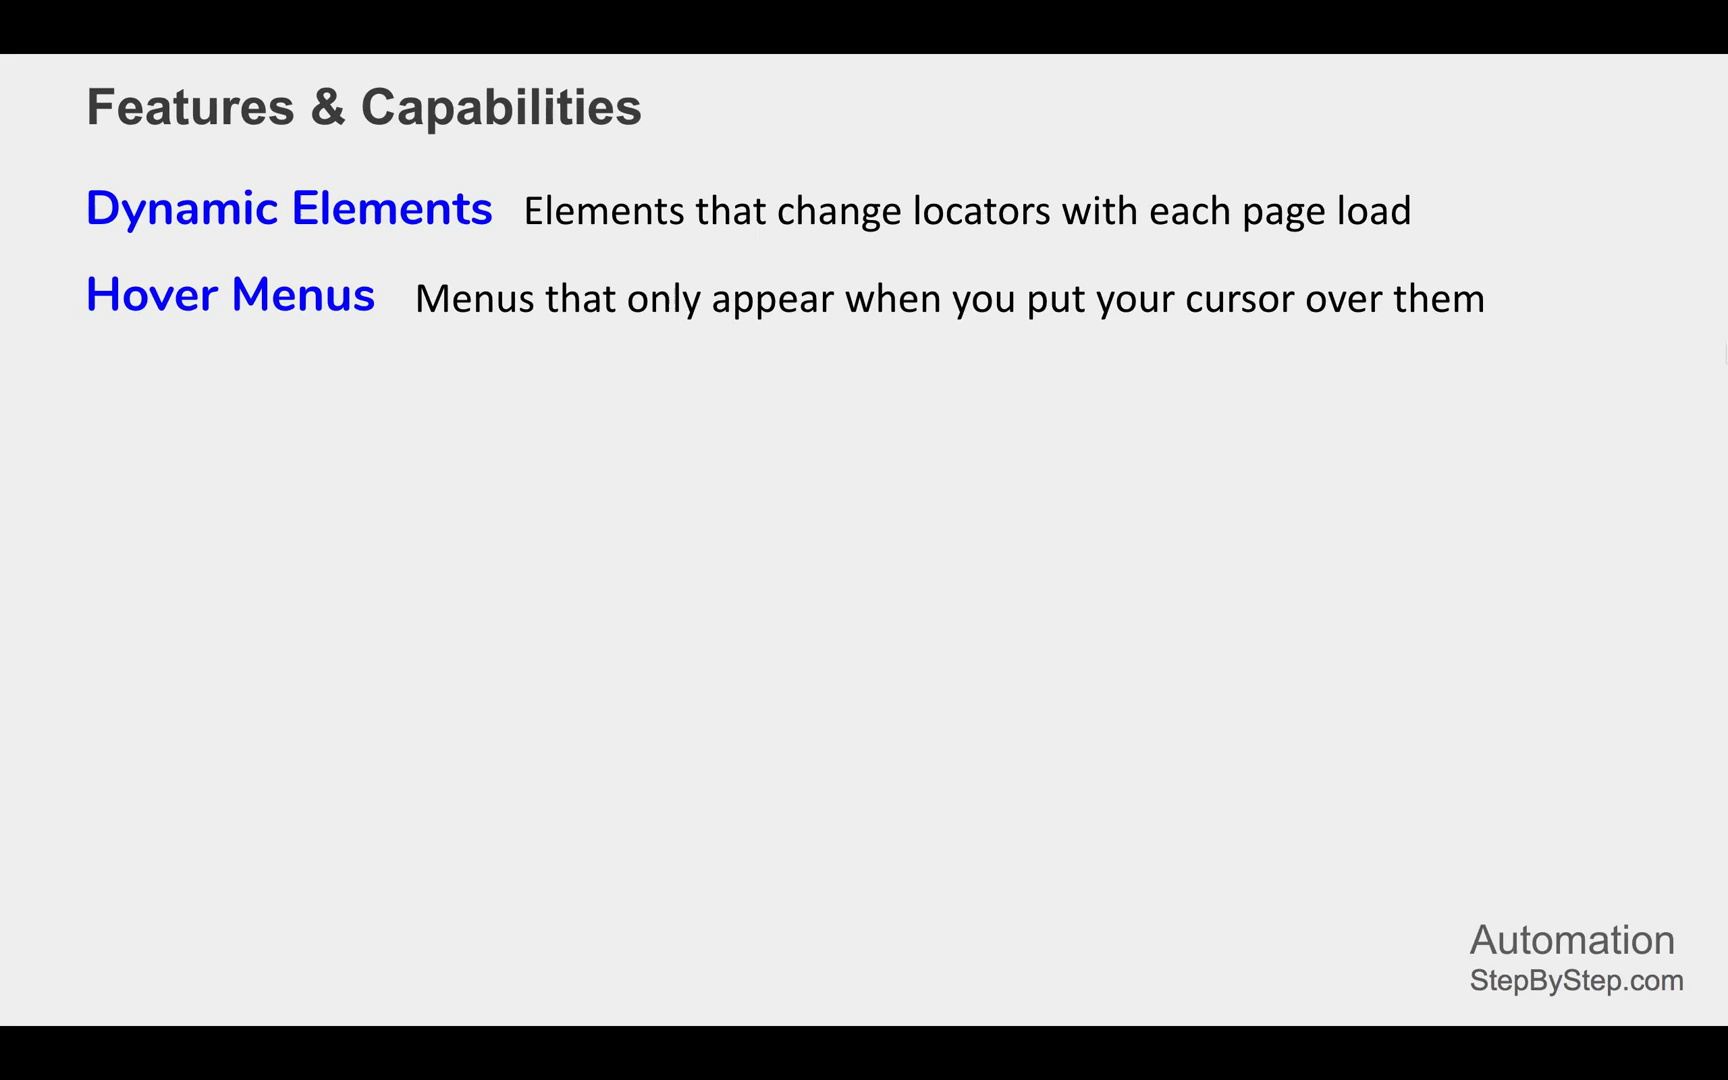 Features & Capabilities
Dynamic Elements Elements that change locators with each page load
Hover Menus Menus that only appear when you put your cursor over them
Automation
StepByStep.com